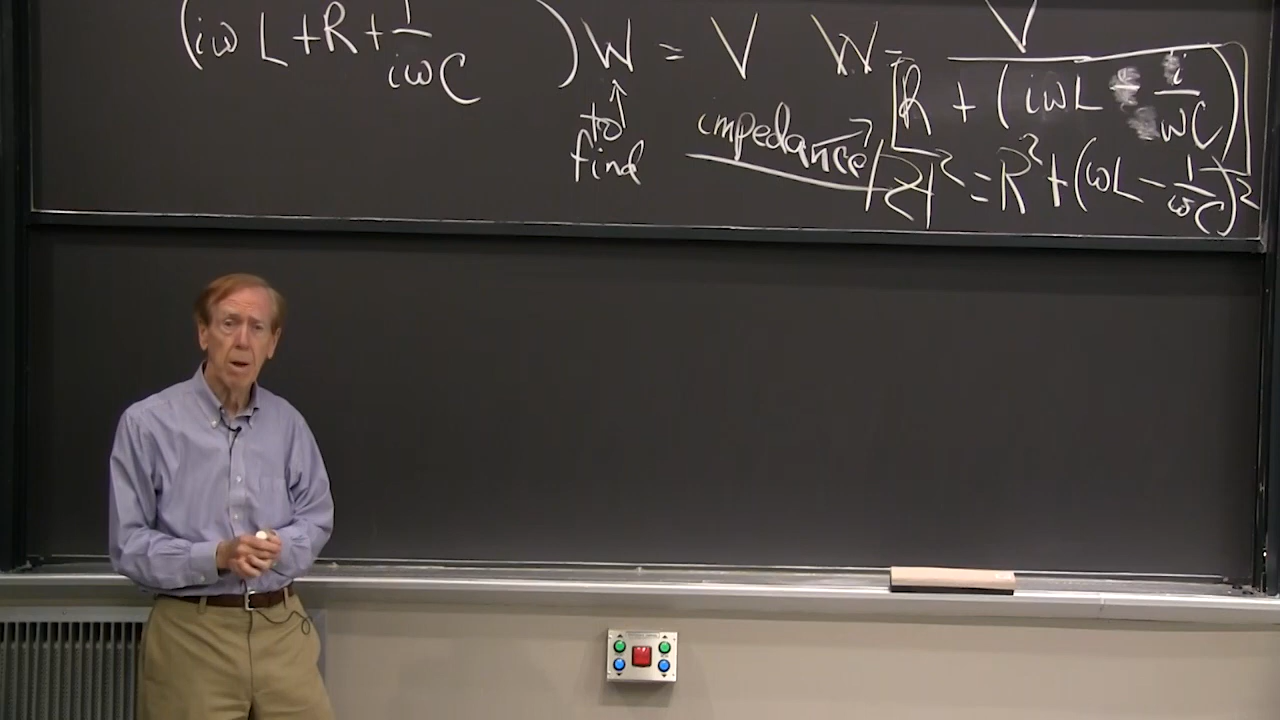 (iωL + R + 1/iωC ) W = V W = V / [R + (iωL - i/ωC)]
to find
impedance
|Z|² = R² + (ωL - 1/ωC)²